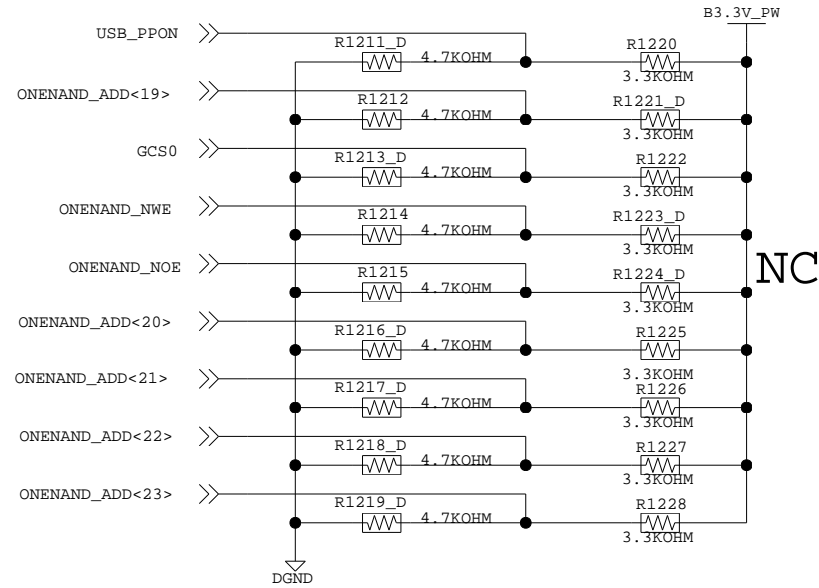 B3.3V_PW
USB_PPON
R1211_D
4.7KOHM
R1220
3.3KOHM
ONENAND_ADD<19>
R1212
4.7KOHM
R1221_D
3.3KOHM
GCS0
R1213_D
4.7KOHM
R1222
3.3KOHM
ONENAND_NWE
R1214
4.7KOHM
R1223_D
3.3KOHM
NC
ONENAND_NOE
R1215
4.7KOHM
R1224_D
3.3KOHM
ONENAND_ADD<20>
R1216_D
4.7KOHM
R1225
3.3KOHM
ONENAND_ADD<21>
R1217_D
4.7KOHM
R1226
3.3KOHM
ONENAND_ADD<22>
R1218_D
4.7KOHM
R1227
3.3KOHM
ONENAND_ADD<23>
R1219_D
4.7KOHM
R1228
3.3KOHM
DGND